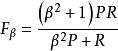 F_β = (β² + 1) PR / (β²P + R)